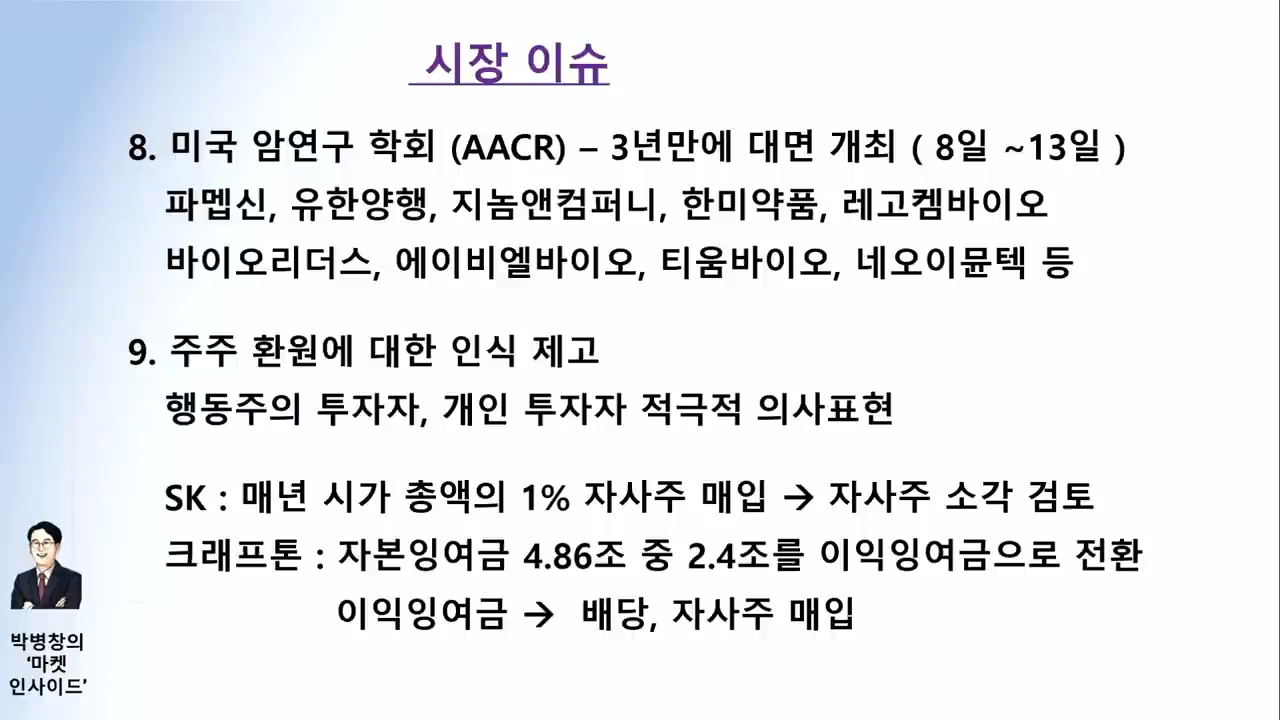 시장 이슈
8. 미국 암연구 학회 (AACR) – 3년만에 대면 개최 ( 8일 ~13일 )
파멥신, 유한양행, 지놈앤컴퍼니, 한미약품, 레고켐바이오
바이오리더스, 에이비엘바이오, 티움바이오, 네오이뮨텍 등
9. 주주 환원에 대한 인식 제고
행동주의 투자자, 개인 투자자 적극적 의사표현
SK : 매년 시가 총액의 1% 자사주 매입 → 자사주 소각 검토
크래프톤 : 자본잉여금 4.86조 중 2.4조를 이익잉여금으로 전환
이익잉여금 → 배당, 자사주 매입
박병창의
‘마켓
인사이드’